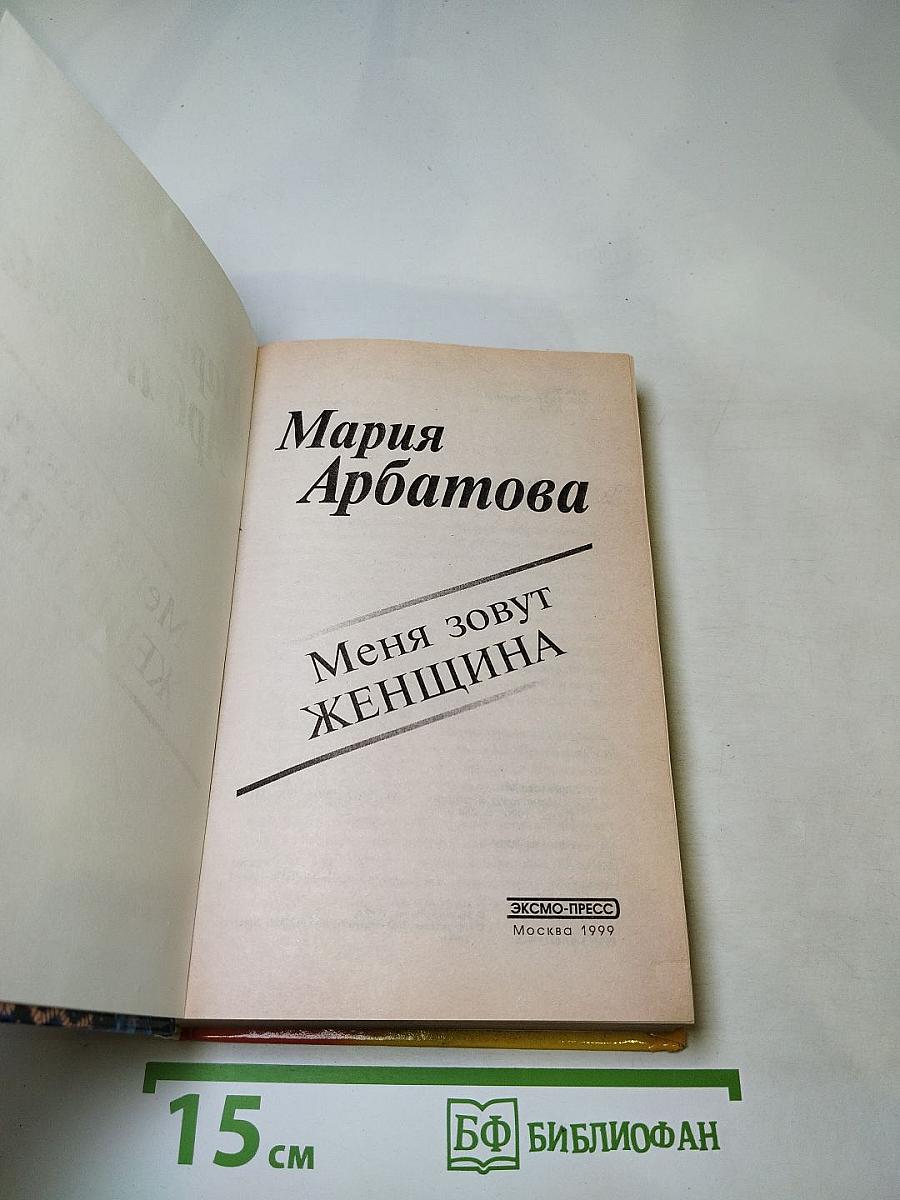 Мария
Арбатова
Меня зовут
ЖЕНЩИНА
ЭКСМО-ПРЕСС
Москва 1999
15 см
БФ БИБЛИОФАН